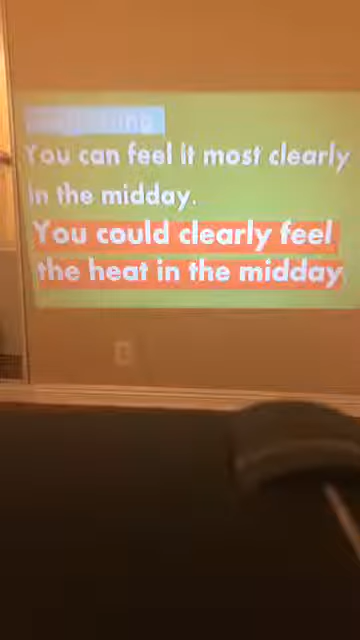 You can feel it most clearly
in the midday.
You could clearly feel
the heat in the midday